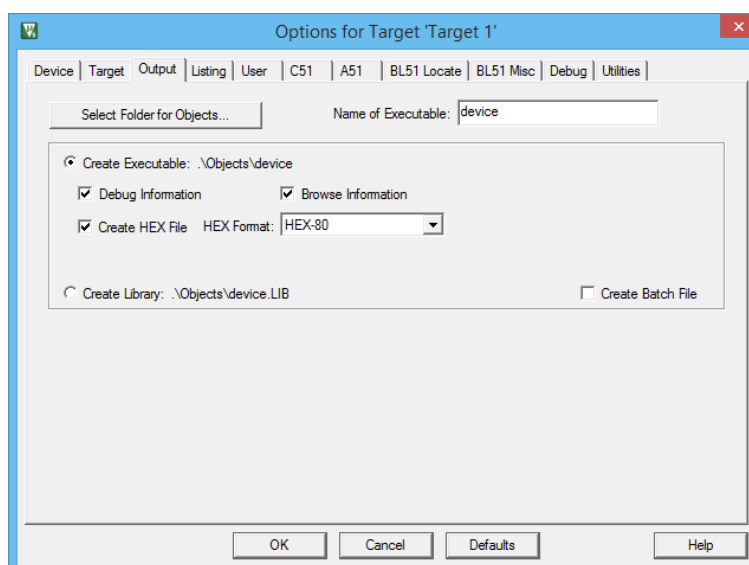 Options for Target 'Target 1'
Device Target Output Listing User C51 A51 BL51 Locate BL51 Misc Debug Utilities
Select Folder for Objects... Name of Executable: device
Create Executable: .\Objects\device
Debug Information Browse Information
Create HEX File HEX Format: HEX-80
Create Library: .\Objects\device.LIB Create Batch File
OK Cancel Defaults Help